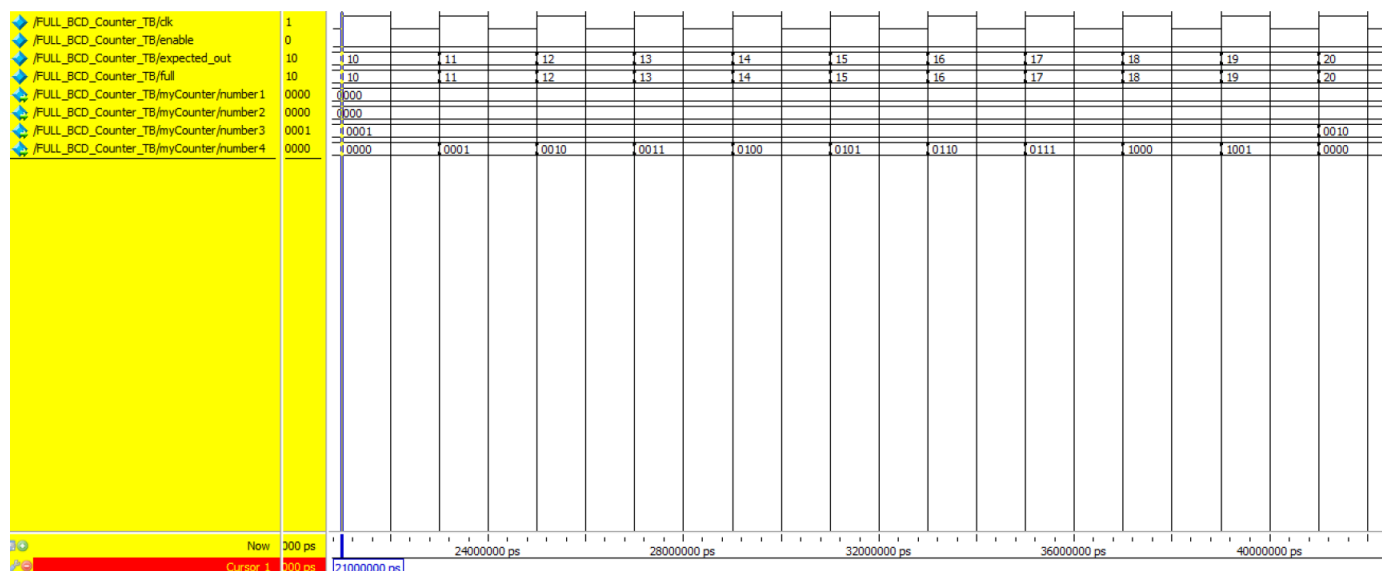 /FULL_BCD_Counter_TB/clk 1
/FULL_BCD_Counter_TB/enable 0
/FULL_BCD_Counter_TB/expected_out 10 10 11 12 13 14 15 16 17 18 19 20
/FULL_BCD_Counter_TB/full 10 10 11 12 13 14 15 16 17 18 19 20
/FULL_BCD_Counter_TB/myCounter/number1 0000 0000
/FULL_BCD_Counter_TB/myCounter/number2 0000 0000
/FULL_BCD_Counter_TB/myCounter/number3 0001 0001 0010
/FULL_BCD_Counter_TB/myCounter/number4 0000 0000 0001 0010 0011 0100 0101 0110 0111 1000 1001 0000
Now 000 ps 24000000 ps 28000000 ps 32000000 ps 36000000 ps 40000000 ps
Cursor 1 000 ps 21000000 ps